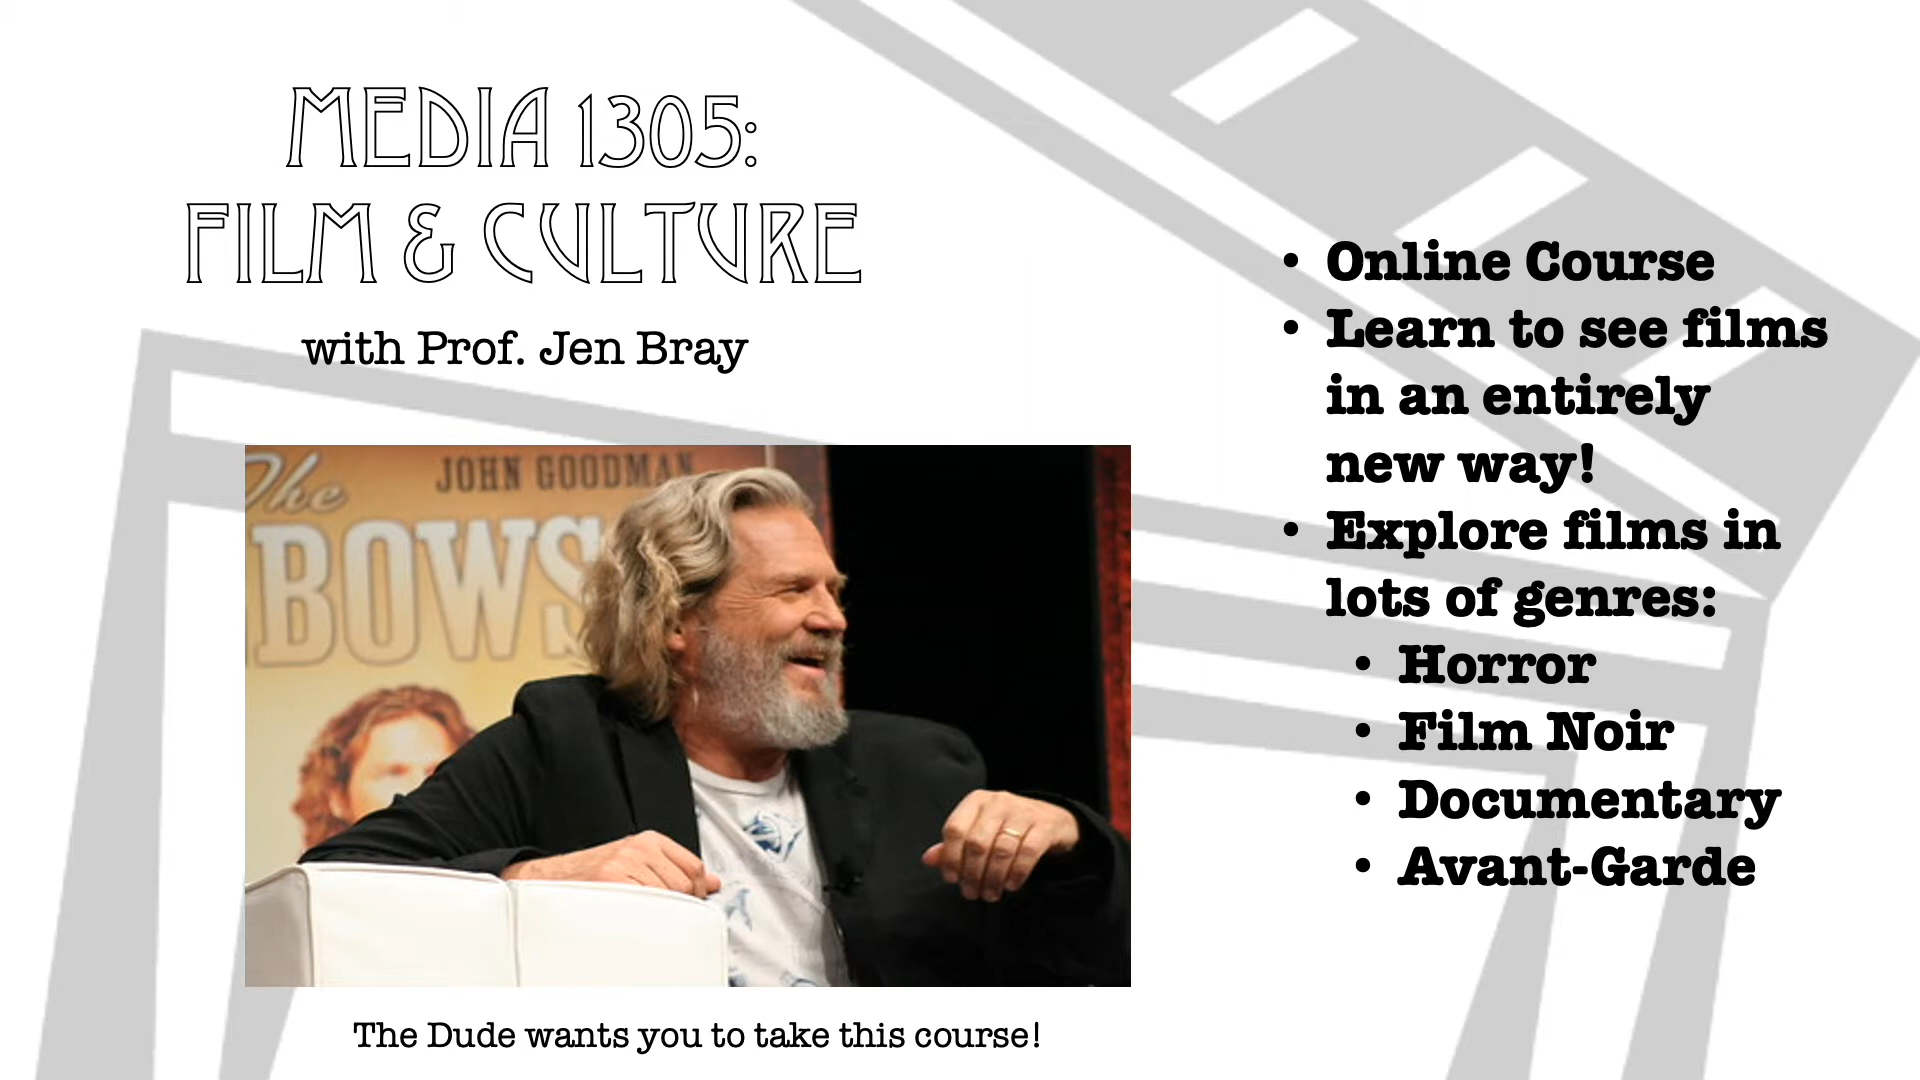 MEDIA 1305:
FILM & CULTURE
with Prof. Jen Bray
The
JOHN GOODMAN
BOWS
The Dude wants you to take this course!
• Online Course
• Learn to see films
in an entirely
new way!
• Explore films in
lots of genres:
• Horror
• Film Noir
• Documentary
• Avant-Garde